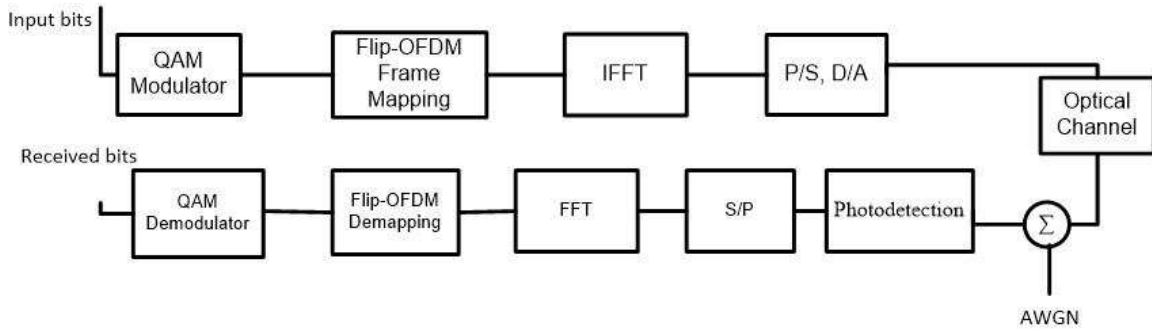 Input bits
QAM
Modulator
Flip-OFDM
Frame
Mapping
IFFT
P/S, D/A
Optical
Channel
Received bits
QAM
Demodulator
Flip-OFDM
Demapping
FFT
S/P
Photodetection
Σ
AWGN